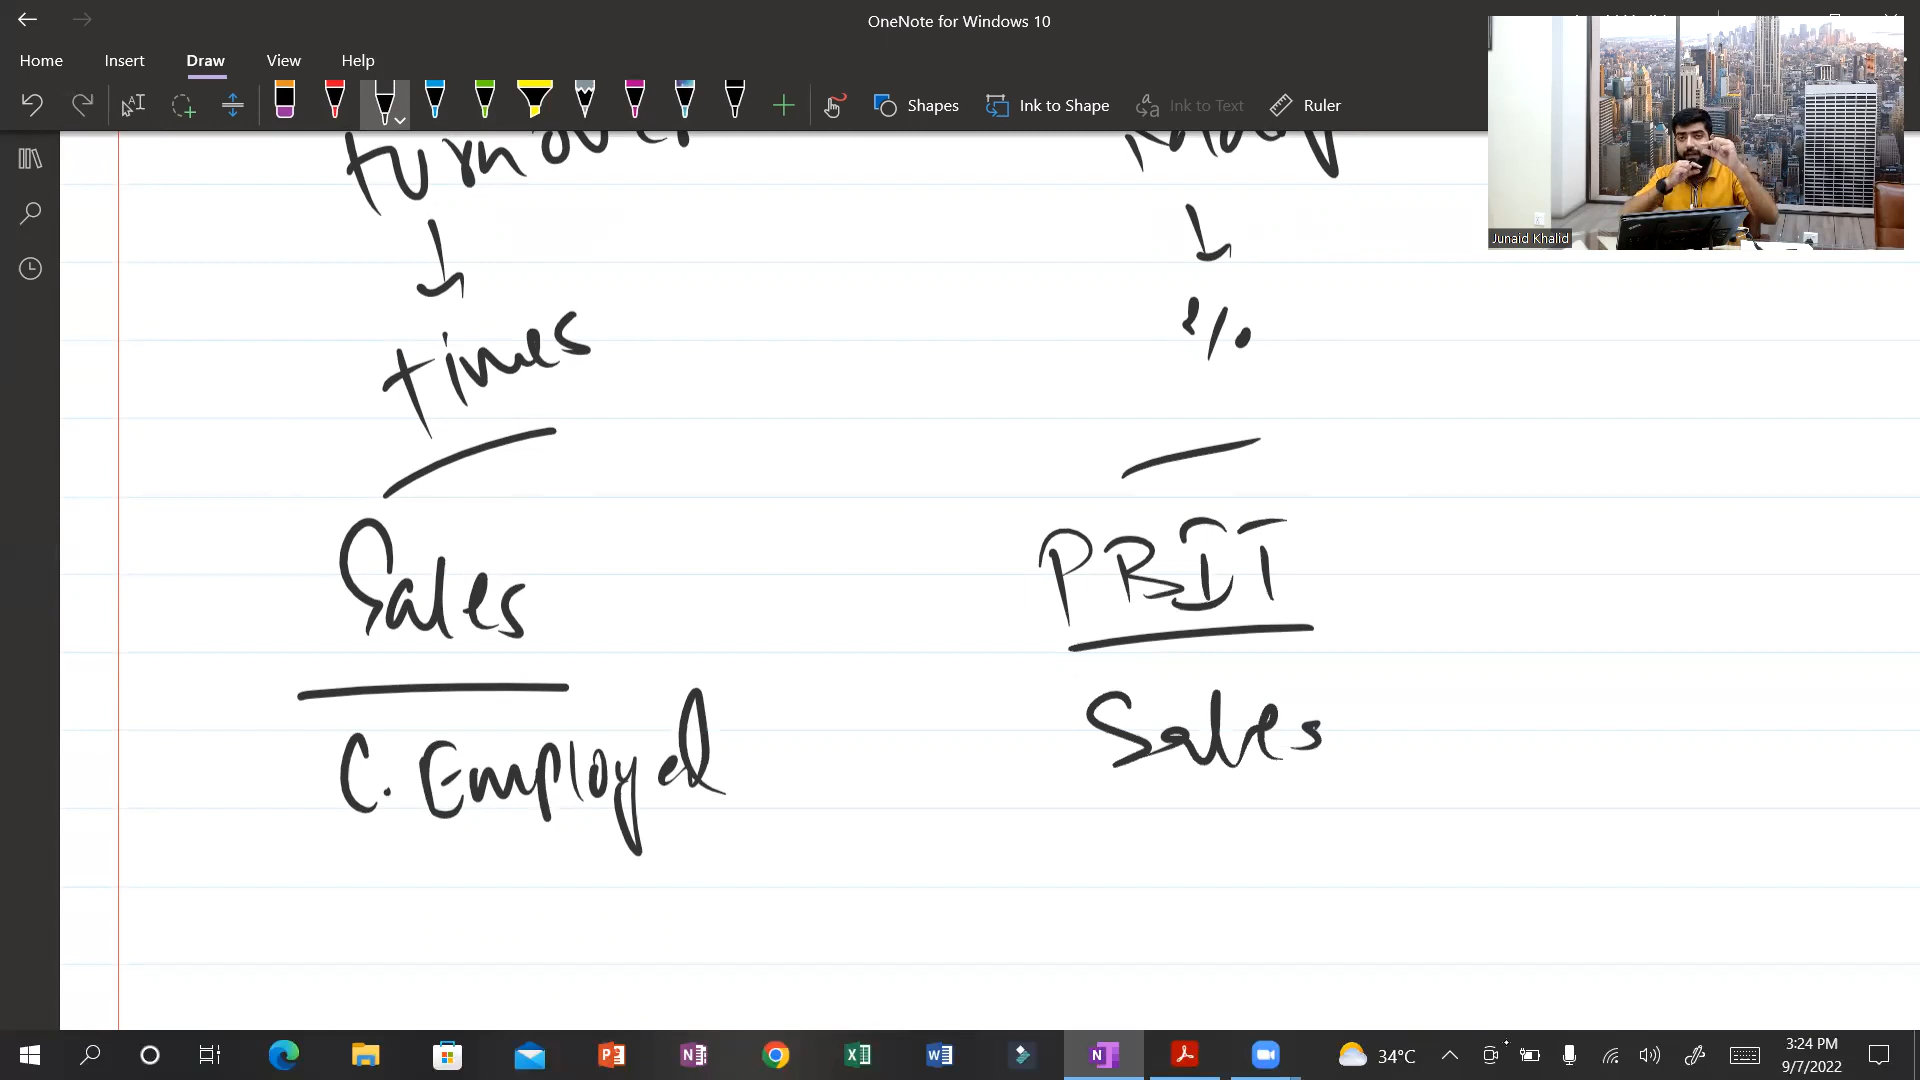 OneNote for Windows 10
Home Insert Draw View Help
Shapes Ink to Shape Ink to Text Ruler
Junaid Khalid
turnover
times
%
Sales
C. Employed
PBIT
Sales
34°C
3:24 PM
9/7/2022